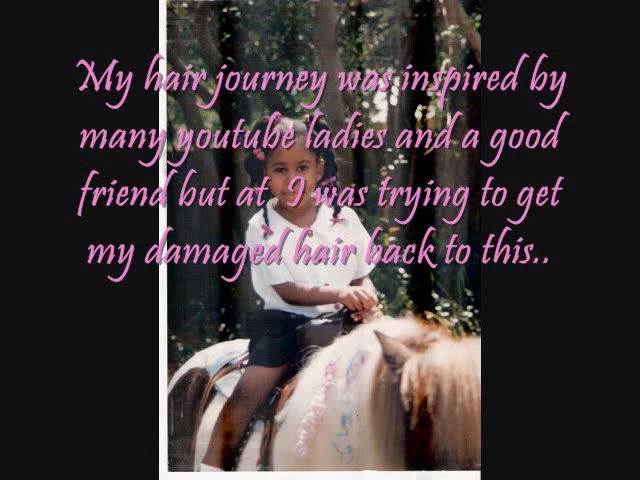 My hair journey was inspired by
many youtube ladies and a good
friend but at I was trying to get
my damaged hair back to this..